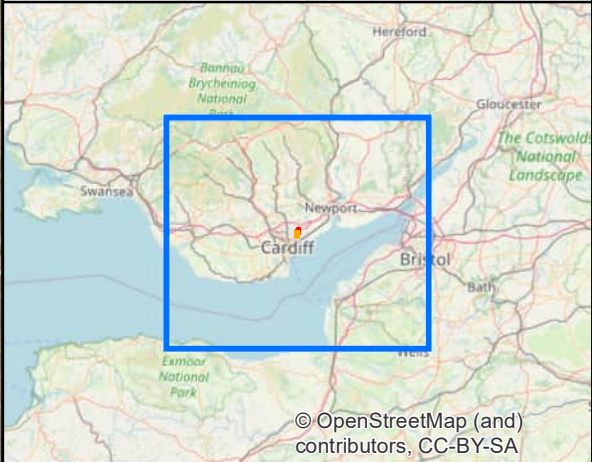 Hereford
Bannau
Brycheiniog
National
Park
Gloucester
The Cotswolds
National
Landscape
Swansea
Newport
Cardiff
Bristol
Bath
Wells
Exmoor
National
Park
© OpenStreetMap (and)
contributors, CC-BY-SA